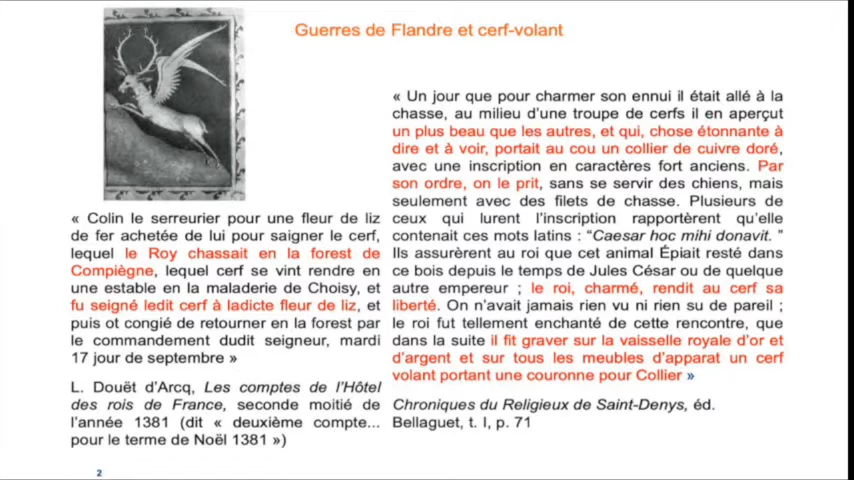 Guerres de Flandre et cerf-volant
« Colin le serreurier pour une fleur de liz
de fer achetée de lui pour saigner le cerf,
lequel le Roy chassait en la forest de
Compiègne, lequel cerf se vint rendre en
une estable en la maladerie de Choisy, et
fu seigné ledit cerf à ladicte fleur de liz, et
puis ot congié de retourner en la forest par
le commandement dudit seigneur, mardi
17 jour de septembre »
L. Douët d'Arcq, Les comptes de l'Hôtel
des rois de France, seconde moitié de
l'année 1381 (dit « deuxième compte...
pour le terme de Noël 1381 »)
« Un jour que pour charmer son ennui il était allé à la
chasse, au milieu d'une troupe de cerfs il en aperçut
un plus beau que les autres, et qui, chose étonnante à
dire et à voir, portait au cou un collier de cuivre doré,
avec une inscription en caractères fort anciens. Par
son ordre, on le prit, sans se servir des chiens, mais
seulement avec des filets de chasse. Plusieurs de
ceux qui lurent l'inscription rapportèrent qu'elle
contenait ces mots latins : "Caesar hoc mihi donavit. "
Ils assurèrent au roi que cet animal Épiait resté dans
ce bois depuis le temps de Jules César ou de quelque
autre empereur ; le roi, charmé, rendit au cerf sa
liberté. On n'avait jamais rien vu ni rien su de pareil ;
le roi fut tellement enchanté de cette rencontre, que
dans la suite il fit graver sur la vaisselle royale d'or et
d'argent et sur tous les meubles d'apparat un cerf
volant portant une couronne pour Collier »
Chroniques du Religieux de Saint-Denys, éd.
Bellaguet, t. I, p. 71
2